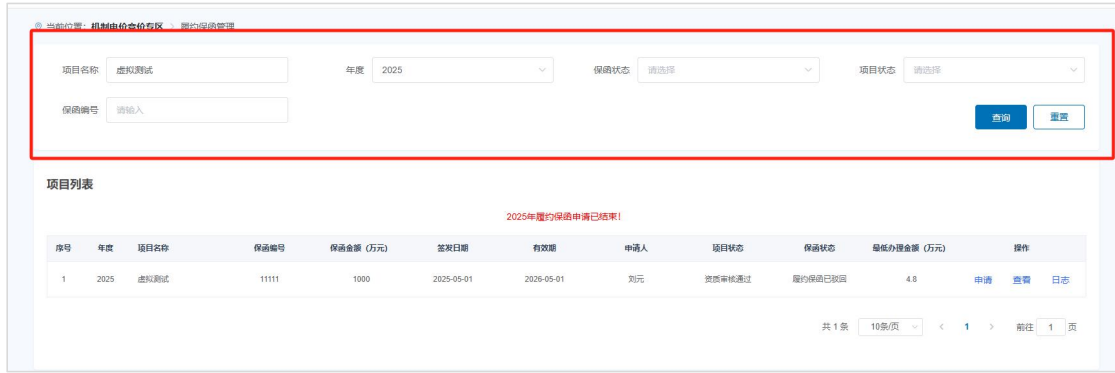 当前位置：机制电价竞价专区 > 履约保函管理
项目名称 虚拟测试 年度 2025 保函状态 请选择 项目状态 请选择
保函编号 请输入 查询 重置
项目列表
2025年履约保函申请已结束！
序号 年度 项目名称 保函编号 保函金额（万元） 签发日期 有效期 申请人 项目状态 保函状态 最低办理金额（万元） 操作
1 2025 虚拟测试 11111 1000 2025-05-01 2026-05-01 刘元 资质审核通过 履约保函已驳回 4.8 申请 查看 日志
共 1 条 10条/页 < 1 > 前往 1 页